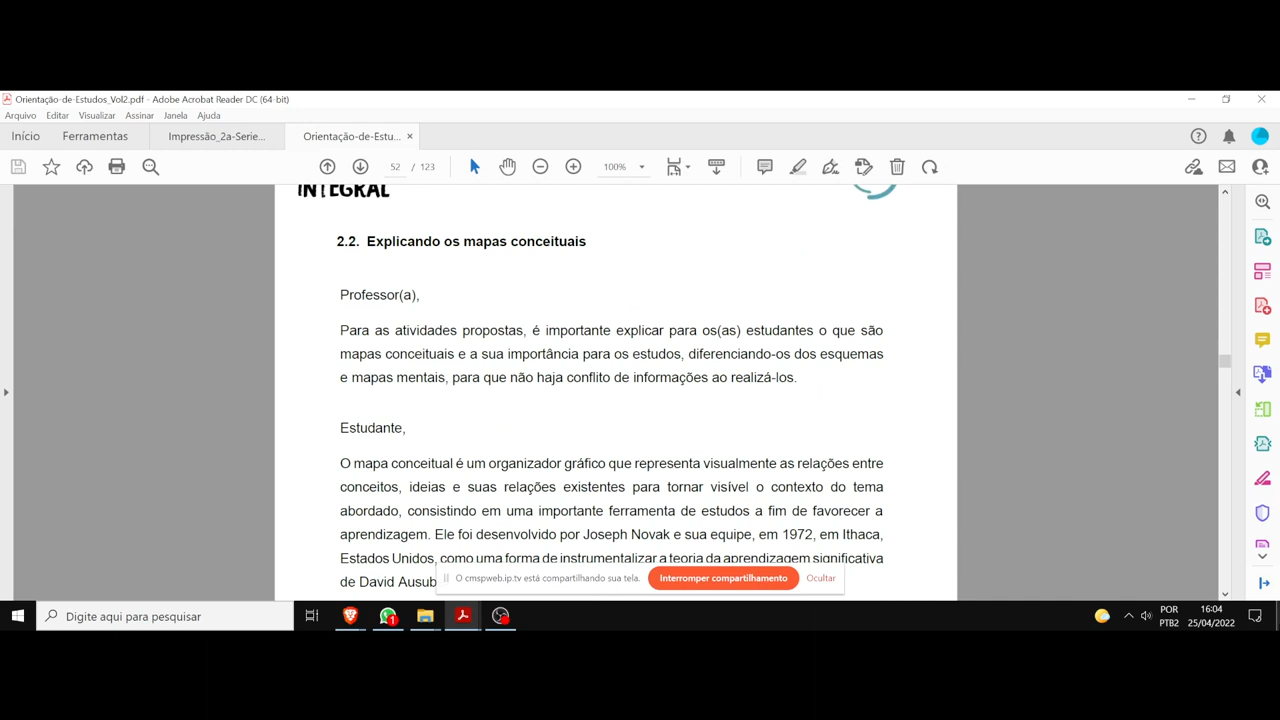 Orientação-de-Estudos_Vol2.pdf - Adobe Acrobat Reader DC (64-bit)
Arquivo Editar Visualizar Assinar Janela Ajuda
Início Ferramentas Impressão_2a-Serie... Orientação-de-Estu...
52 / 123 100%
INTEGRAL
2.2. Explicando os mapas conceituais
Professor(a),
Para as atividades propostas, é importante explicar para os(as) estudantes o que são
mapas conceituais e a sua importância para os estudos, diferenciando-os dos esquemas
e mapas mentais, para que não haja conflito de informações ao realizá-los.
Estudante,
O mapa conceitual é um organizador gráfico que representa visualmente as relações entre
conceitos, ideias e suas relações existentes para tornar visível o contexto do tema
abordado, consistindo em uma importante ferramenta de estudos a fim de favorecer a
aprendizagem. Ele foi desenvolvido por Joseph Novak e sua equipe, em 1972, em Ithaca,
Estados Unidos, como uma forma de instrumentalizar a teoria da aprendizagem significativa
de David Ausub
O cmspweb.ip.tv está compartilhando sua tela. Interromper compartilhamento Ocultar
Digite aqui para pesquisar
1
POR
PTB2
16:04
25/04/2022